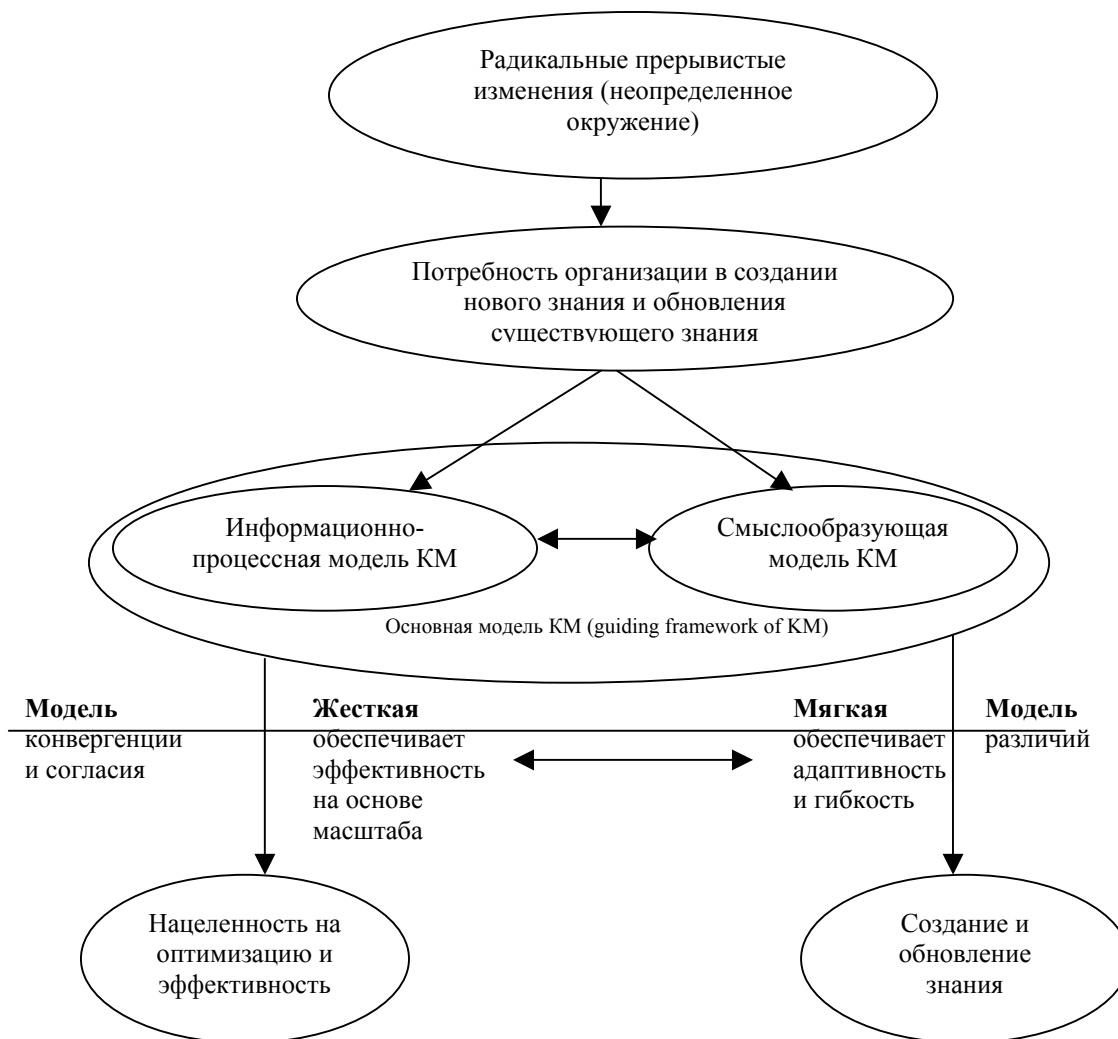 Радикальные прерывистые
изменения (неопределенное
окружение)
Потребность организации в создании
нового знания и обновления
существующего знания
Информационно-
процессная модель КМ
Смыслообразующая
модель КМ
Основная модель КМ (guiding framework of KM)
Модель
конвергенции
и согласия
Жесткая
обеспечивает
эффективность
на основе
масштаба
Мягкая
обеспечивает
адаптивность
и гибкость
Модель
различий
Нацеленность на
оптимизацию и
эффективность
Создание и
обновление
знания